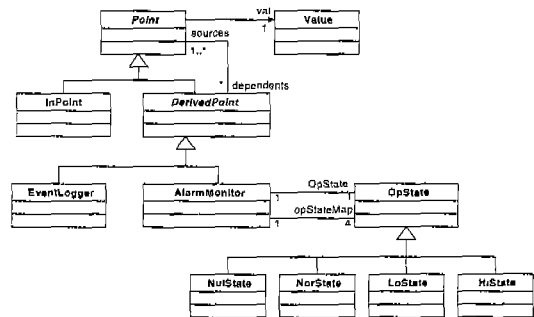 Point
val
Value
1
sources
1..*
* dependents
InPoint
DerivedPoint
EventLogger
AlarmMonitor
OpState
OpState
1
1
opStateMap
1
4
NulState
NorState
LoState
HiState